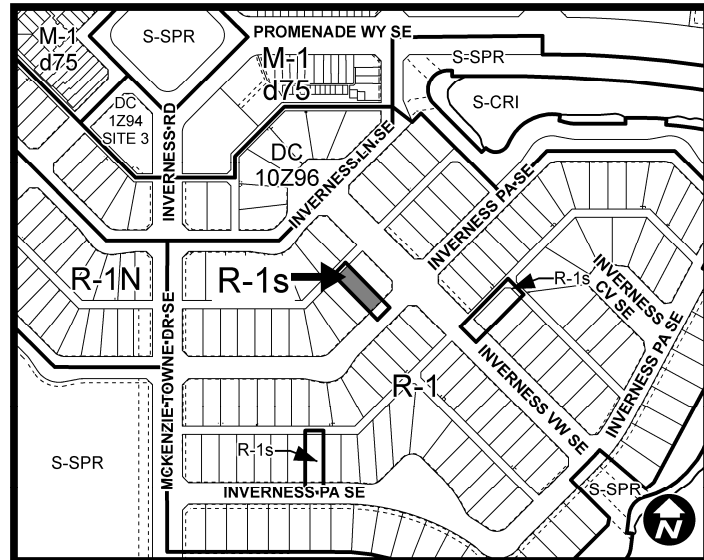 PROMENADE WY SE
M-1
d75
S-SPR
M-1
d75
S-SPR
S-CRI
DC
1Z94
SITE 3
INVERNESS RD
DC
10Z96
INVERNESS LN SE
INVERNESS PA SE
R-1N
R-1s
R-1s
INVERNESS
CV SE
INVERNESS PA SE
MCKENZIE TOWNE DR SE
R-1
INVERNESS VW SE
R-1s
S-SPR
INVERNESS PA SE
S-SPR
N